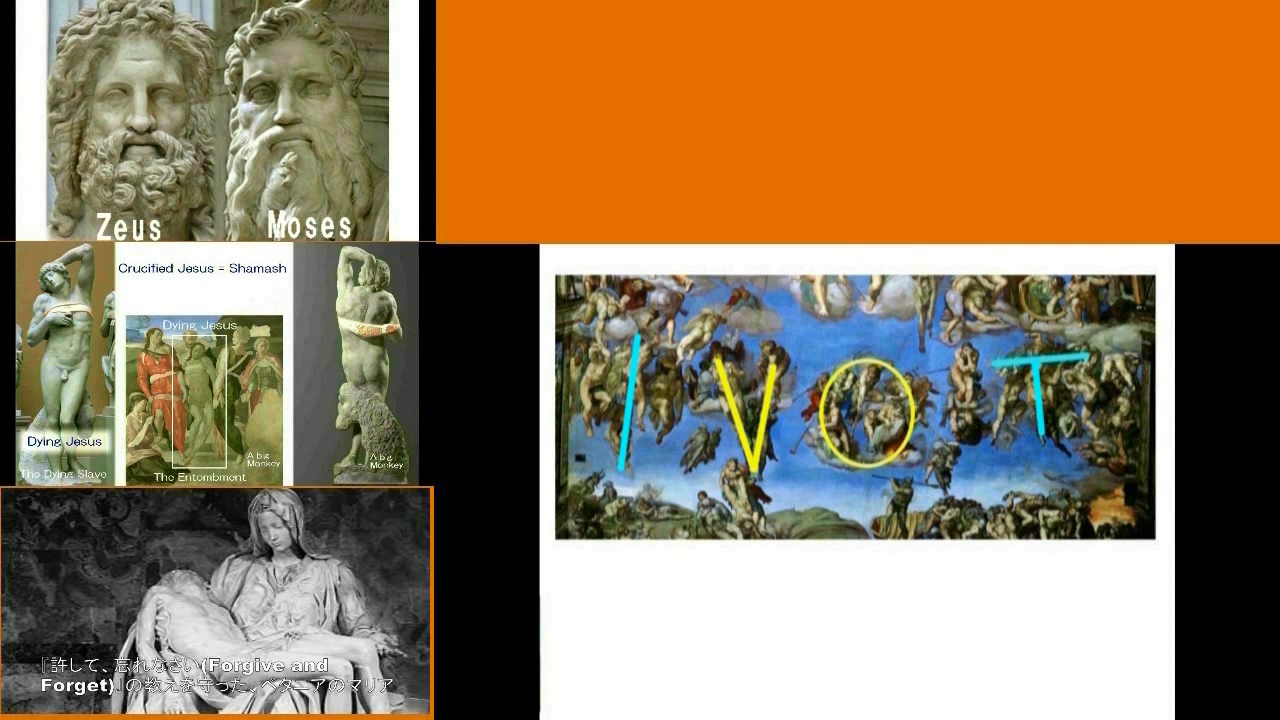 Zeus
Moses
Crucified Jesus = Shamash
Dying Jesus
Dying Jesus
A big
Monkey
A big
Monkey
The Dying Slave
The Entombment
『許して、忘れなさい(Forgive and
Forget)』の教えを守った、ベタニアのマリア
I V O T